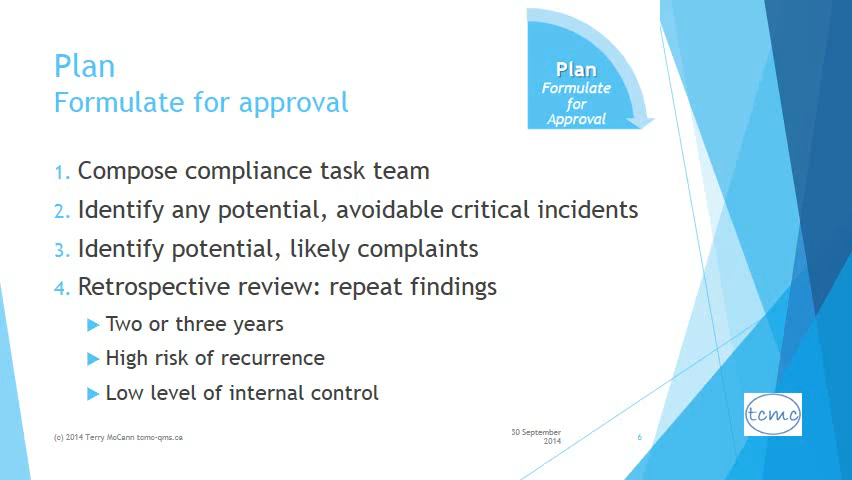 Plan
Formulate for approval
Plan
Formulate
for
Approval
1. Compose compliance task team
2. Identify any potential, avoidable critical incidents
3. Identify potential, likely complaints
4. Retrospective review: repeat findings
Two or three years
High risk of recurrence
Low level of internal control
tcmc
(c) 2014 Terry McCann tcmc-qms.ca
30 September
2014
6